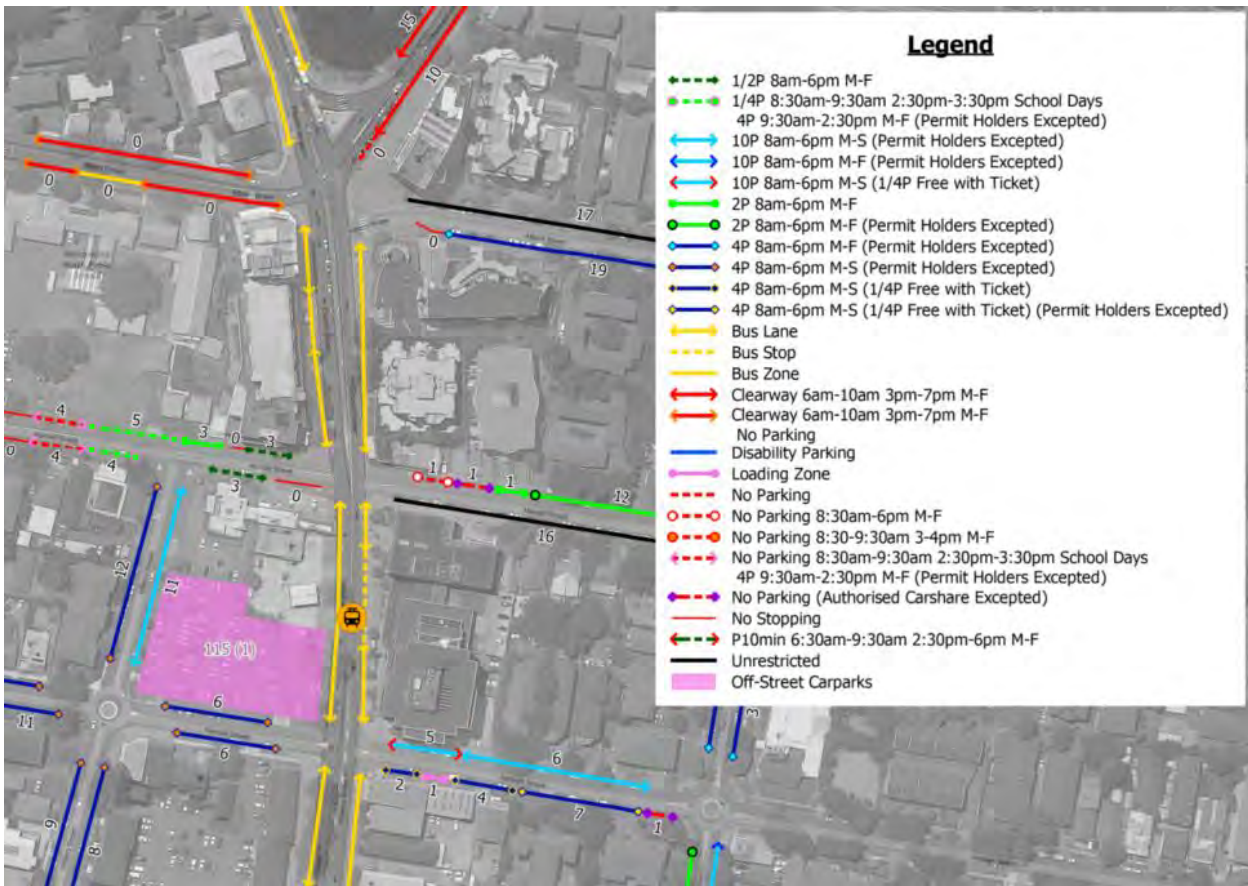 15
10
0
0
0
0
0
17
0
19
4
5
3
0
3
0
4
4
3
0
1
1
1
12
16
12
11
115 (1)
6
6
11
5
6
2
1
4
7
1
9
8
3
Legend
1/2P 8am-6pm M-F
1/4P 8:30am-9:30am 2:30pm-3:30pm School Days
4P 9:30am-2:30pm M-F (Permit Holders Excepted)
10P 8am-6pm M-S (Permit Holders Excepted)
10P 8am-6pm M-F (Permit Holders Excepted)
10P 8am-6pm M-S (1/4P Free with Ticket)
2P 8am-6pm M-F
2P 8am-6pm M-F (Permit Holders Excepted)
4P 8am-6pm M-F (Permit Holders Excepted)
4P 8am-6pm M-S (Permit Holders Excepted)
4P 8am-6pm M-S (1/4P Free with Ticket)
4P 8am-6pm M-S (1/4P Free with Ticket) (Permit Holders Excepted)
Bus Lane
Bus Stop
Bus Zone
Clearway 6am-10am 3pm-7pm M-F
Clearway 6am-10am 3pm-7pm M-F
No Parking
Disability Parking
Loading Zone
No Parking
No Parking 8:30am-6pm M-F
No Parking 8:30-9:30am 3-4pm M-F
No Parking 8:30am-9:30am 2:30pm-3:30pm School Days
4P 9:30am-2:30pm M-F (Permit Holders Excepted)
No Parking (Authorised Carshare Excepted)
No Stopping
P10min 6:30am-9:30am 2:30pm-6pm M-F
Unrestricted
Off-Street Carparks